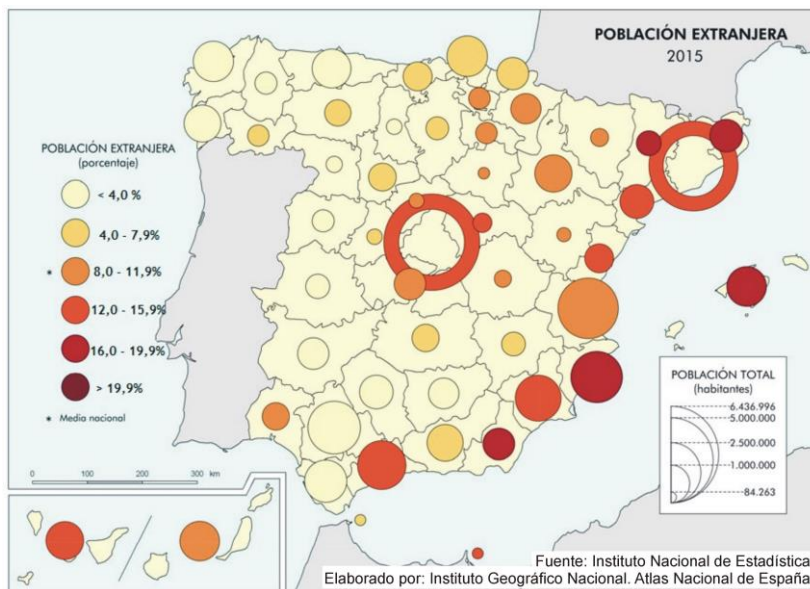 POBLACIÓN EXTRANJERA
2015
POBLACIÓN EXTRANJERA
(porcentaje)
< 4,0 %
4,0 - 7,9%
* 8,0 - 11,9%
12,0 - 15,9%
16,0 - 19,9%
> 19,9%
* Media nacional
0 100 200 300 km
POBLACIÓN TOTAL
(habitantes)
6.436.996
5.000.000
2.500.000
1.000.000
84.263
Fuente: Instituto Nacional de Estadística
Elaborado por: Instituto Geográfico Nacional. Atlas Nacional de España